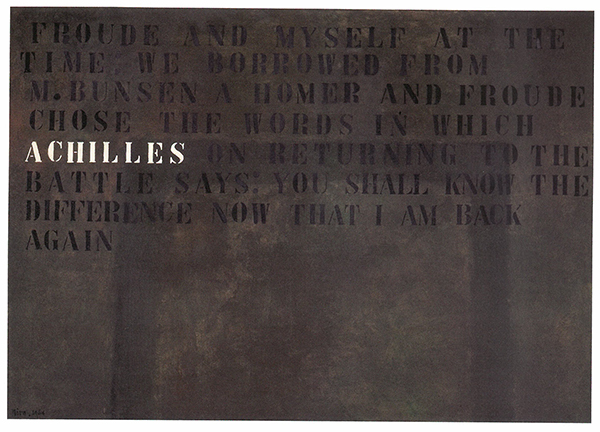 FROUDE AND MYSELF AT THE
TIME. WE BORROWED FROM
M. BUNSEN A HOMER AND FROUDE
CHOSE THE WORDS IN WHICH
ACHILLES ON RETURNING TO THE
BATTLE SAYS: YOU SHALL KNOW THE
DIFFERENCE NOW THAT I AM BACK
AGAIN